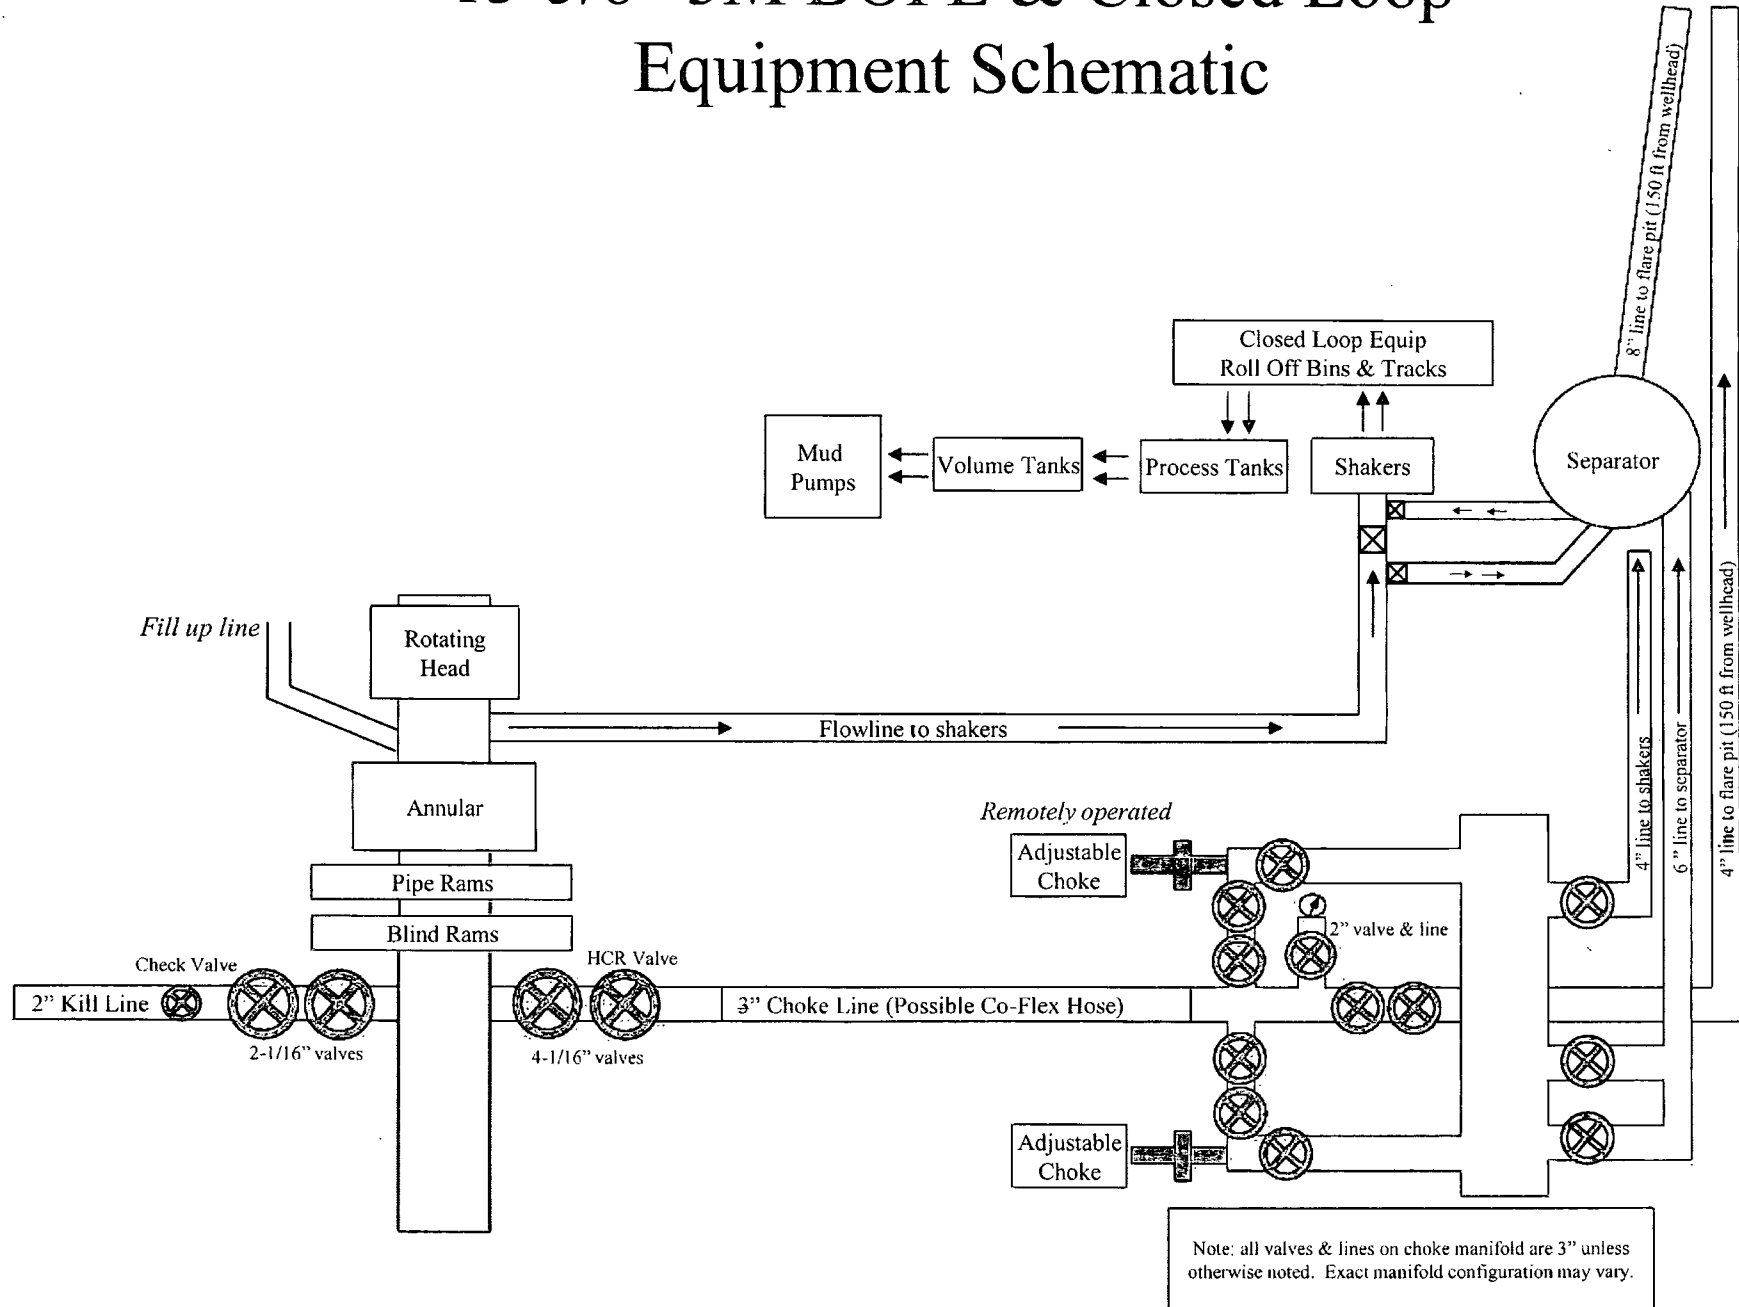 & Closed Loop
Equipment Schematic
8” line to flare pit (150 ft from wellhead)
Closed Loop Equip
Roll Off Bins & Tracks
Mud
Pumps
Volume Tanks
Process Tanks
Shakers
Separator
Fill up line
Rotating
Head
Flowline to shakers
Annular
Pipe Rams
Blind Rams
Remotely operated
Adjustable
Choke
2” valve & line
4” line to shakers
6 ” line to separator
4” line to flare pit (150 ft from wellhead)
Check Valve
HCR Valve
2” Kill Line
3” Choke Line (Possible Co-Flex Hose)
2-1/16” valves
4-1/16” valves
Adjustable
Choke
Note: all valves & lines on choke manifold are 3” unless
otherwise noted. Exact manifold configuration may vary.